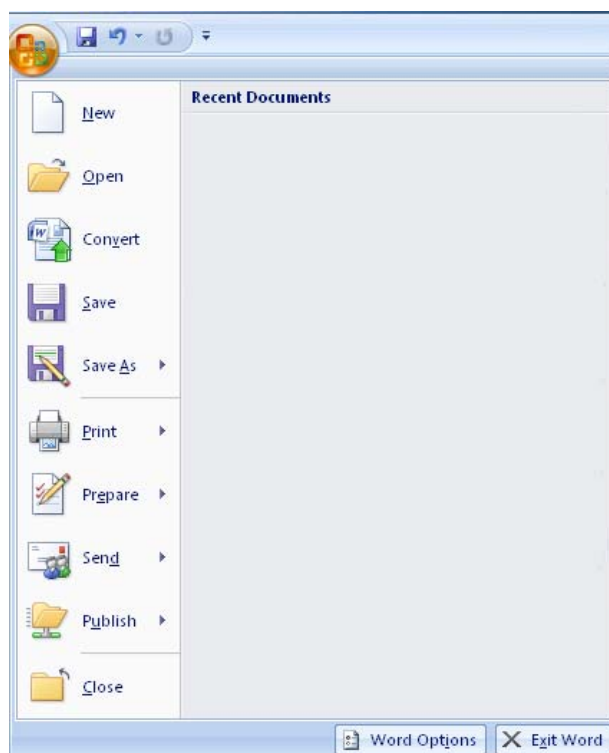 Recent Documents
New
Open
Convert
Save
Save As
Print
Prepare
Send
Publish
Close
Word Options
Exit Word